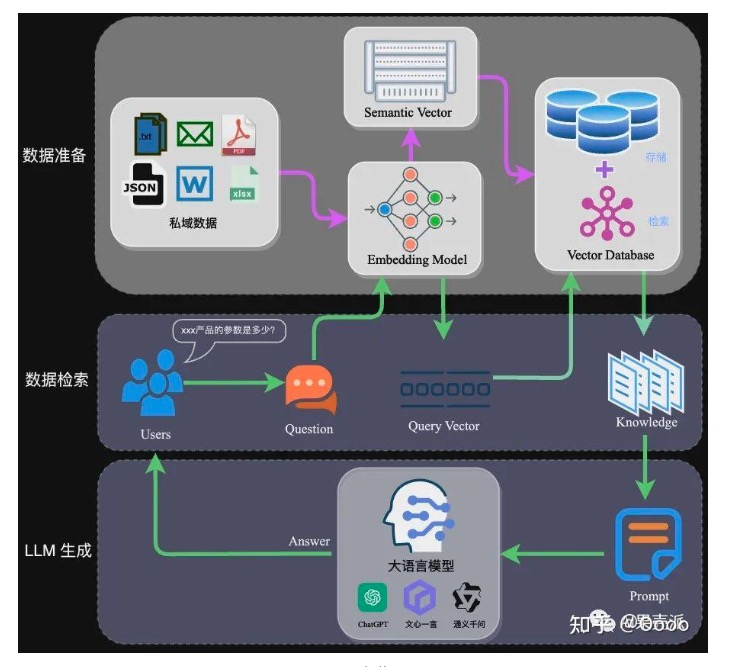 Semantic Vector
.txt
PDF
存储
数据准备
JSON
W
xlsx
检索
私域数据
Embedding Model
Vector Database
xxx产品的参数是多少?
数据检索
Users
Question
Query Vector
Knowledge
Answer
LLM 生成
大语言模型
Prompt
ChatGPT
文心一言
通义千问
知乎 @